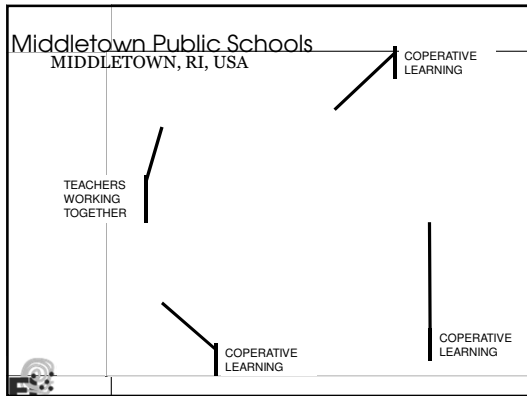 Middletown Public Schools
MIDDLETOWN, RI, USA
COPERATIVE
LEARNING
TEACHERS
WORKING
TOGETHER
COPERATIVE
LEARNING
COPERATIVE
LEARNING